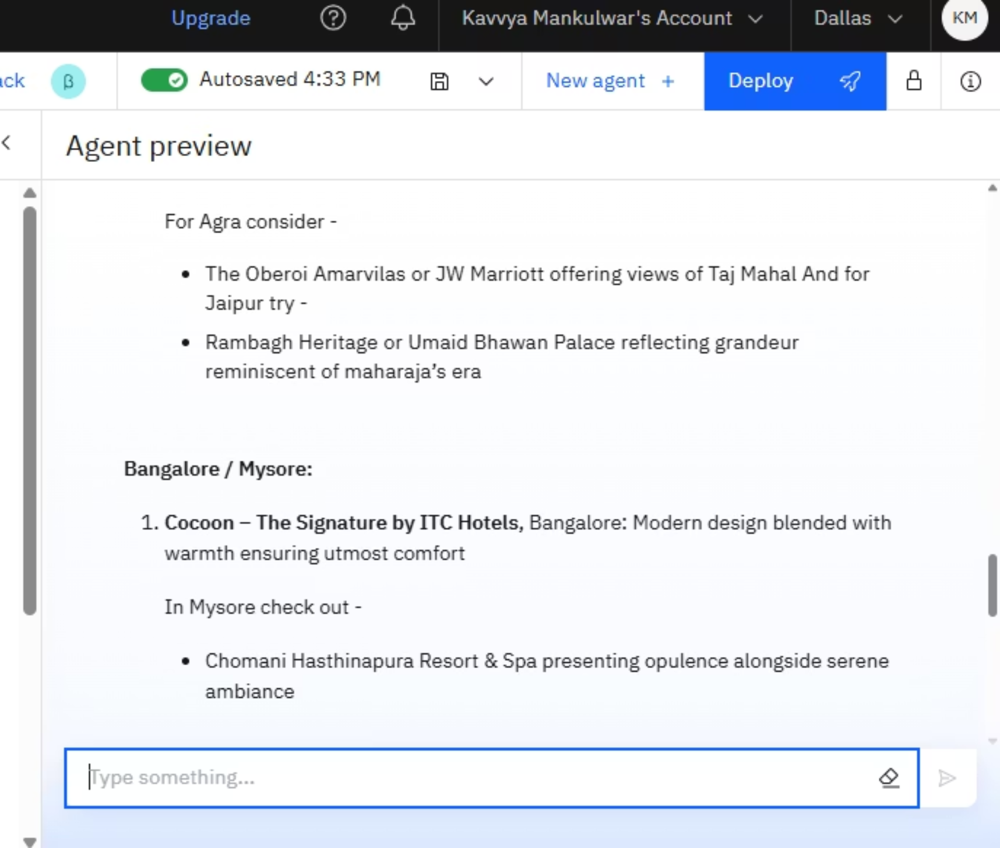 Upgrade
Kavvya Mankulwar's Account
Dallas
KM
ack
β
Autosaved 4:33 PM
New agent +
Deploy
Agent preview
For Agra consider -
• The Oberoi Amarvilas or JW Marriott offering views of Taj Mahal And for
Jaipur try -
• Rambagh Heritage or Umaid Bhawan Palace reflecting grandeur
reminiscent of maharaja’s era
Bangalore / Mysore:
1. Cocoon – The Signature by ITC Hotels, Bangalore: Modern design blended with
warmth ensuring utmost comfort
In Mysore check out -
• Chomani Hasthinapura Resort & Spa presenting opulence alongside serene
ambiance
Type something...